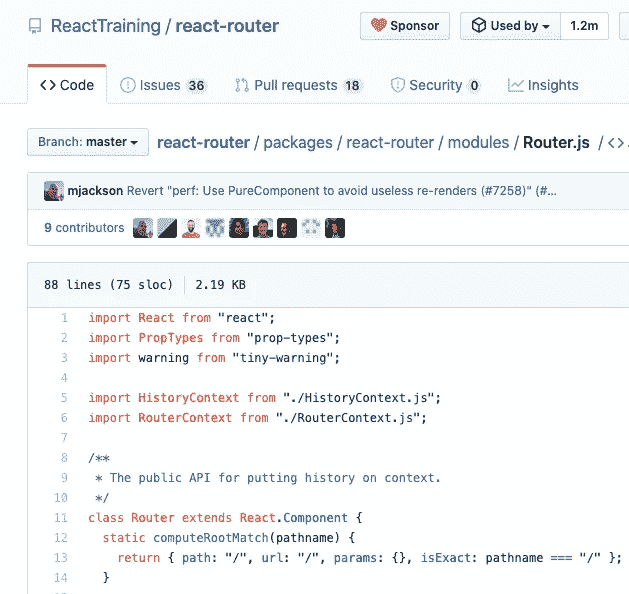 ReactTraining / react-router
Sponsor Used by 1.2m
Code Issues 36 Pull requests 18 Security 0 Insights
Branch: master react-router / packages / react-router / modules / Router.js / <>
mjackson Revert "perf: Use PureComponent to avoid useless re-renders (#7258)" (#...
9 contributors
88 lines (75 sloc) 2.19 KB
1 import React from "react";
2 import PropTypes from "prop-types";
3 import warning from "tiny-warning";
4
5 import HistoryContext from "./HistoryContext.js";
6 import RouterContext from "./RouterContext.js";
7
8 /**
9 * The public API for putting history on context.
10 */
11 class Router extends React.Component {
12 static computeRootMatch(pathname) {
13 return { path: "/", url: "/", params: {}, isExact: pathname === "/" };
14 }